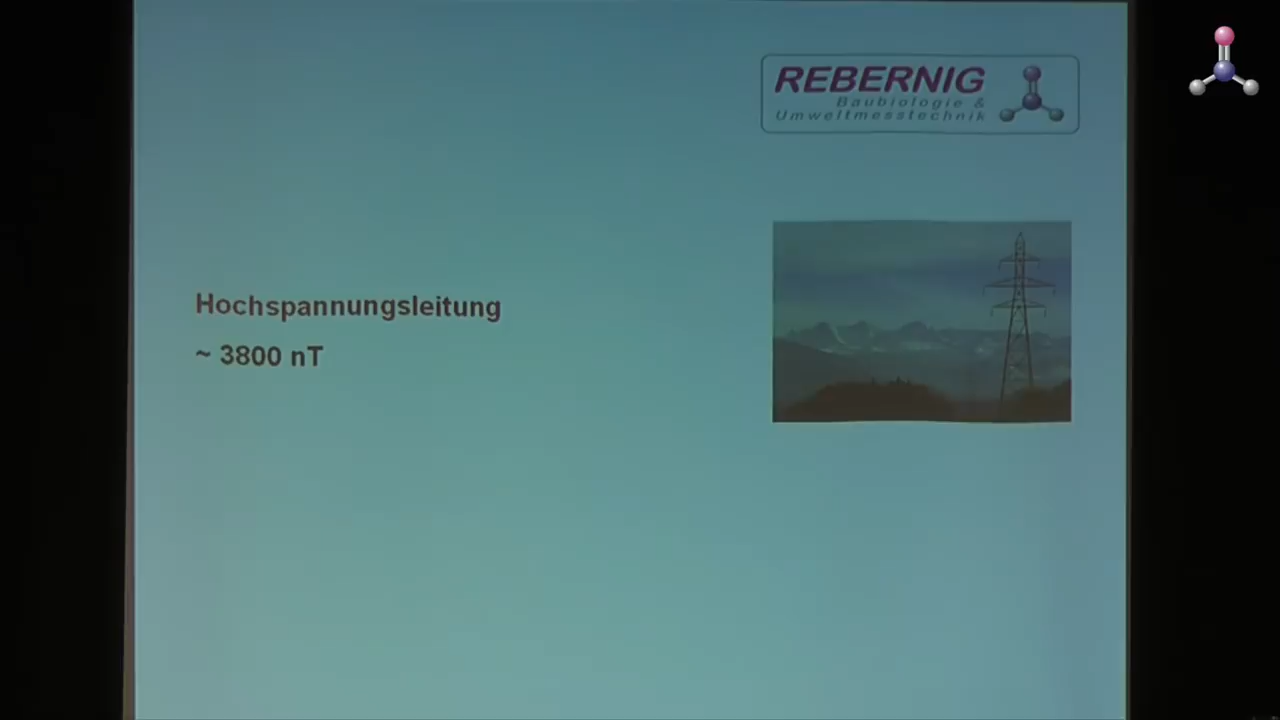 REBERNIG
Baubiologie &
Umweltmesstechnik
Hochspannungsleitung
~ 3800 nT